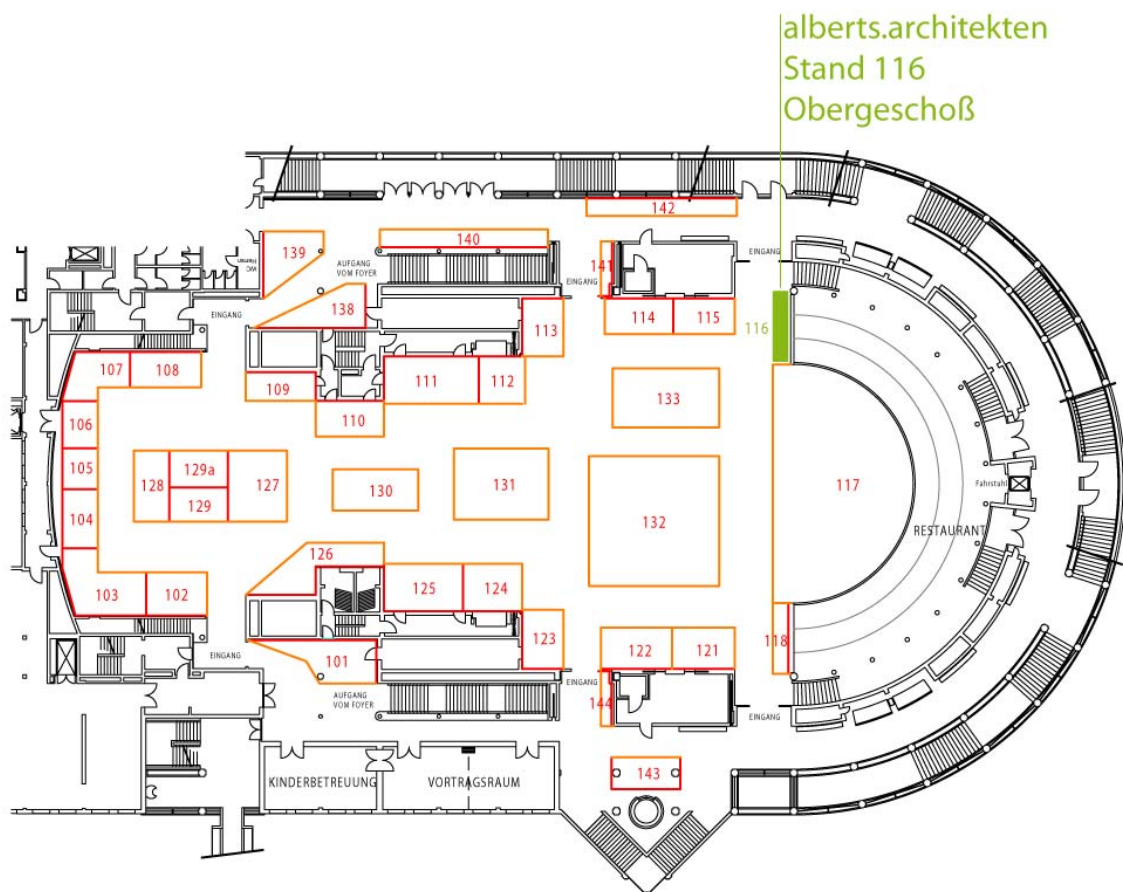 alberts.architekten
Stand 116
Obergeschoß
142
139
140
WC
Herren
AUFGANG
VOM FOYER
141
EINGANG
EINGANG
EINGANG
138
113
114
115
116
107
108
109
111
112
133
106
110
105
128
129a
127
130
131
117
Fahrstuhl
104
129
132
RESTAURANT
126
103
102
125
124
123
118
101
122
121
EINGANG
EINGANG
AUFGANG
VOM FOYER
144
EINGANG
KINDERBETREUUNG
VORTRAGSRAUM
143